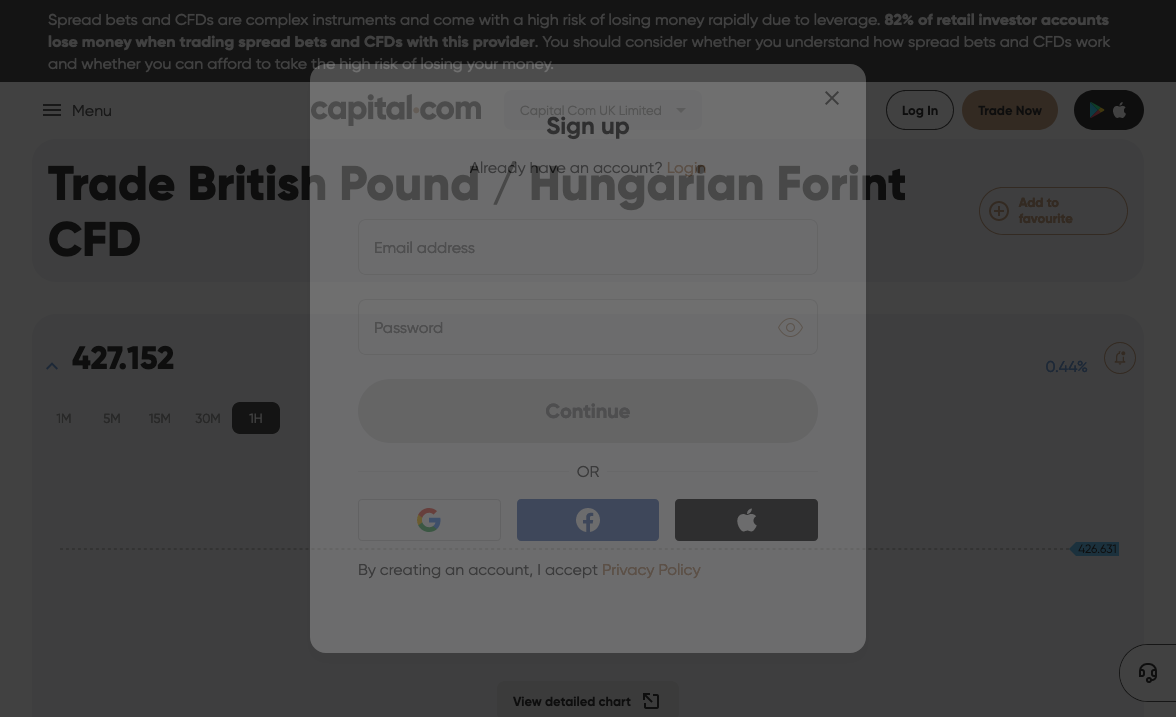 Spread bets and CFDs are complex instruments and come with a high risk of losing money rapidly due to leverage. 82% of retail investor accounts
lose money when trading spread bets and CFDs with this provider. You should consider whether you understand how spread bets and CFDs work
and whether you can afford to take the high risk of losing your money.
Menu
capital.com
Capital Com UK Limited
Log In
Trade Now
Sign up
Already have an account? Login
Trade British Pound / Hungarian Forint
CFD
Add to
favourite
Email address
Password
427.152
0.44%
1M 5M 15M 30M 1H
Continue
OR
426.631
By creating an account, I accept Privacy Policy
View detailed chart